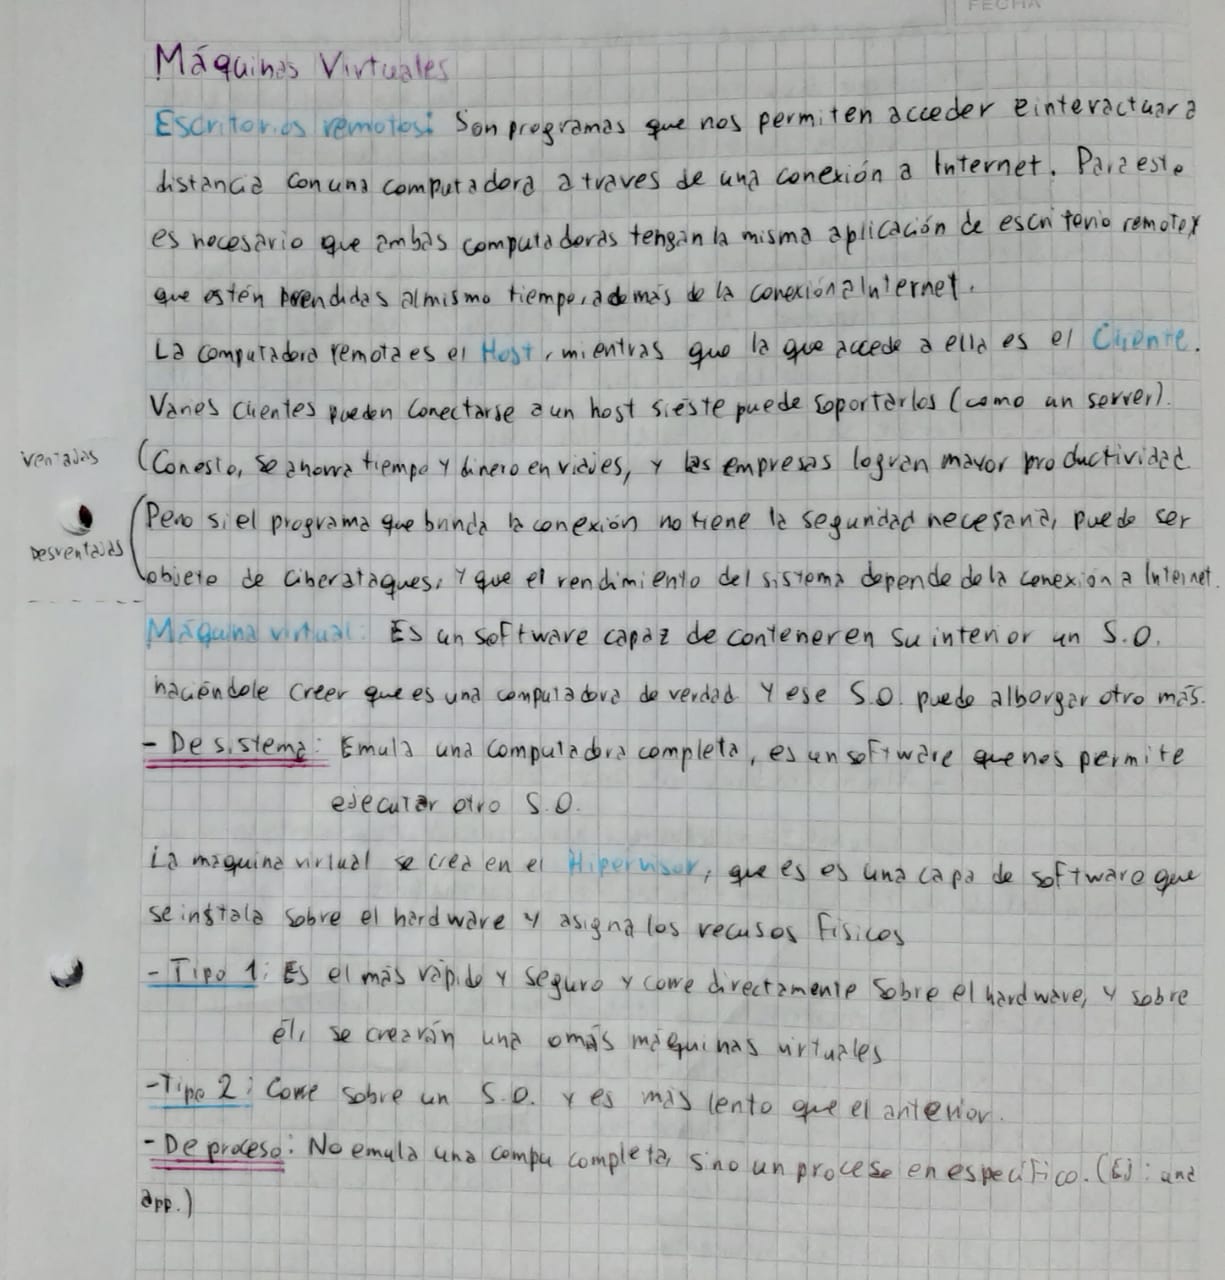 FECHA
Máquinas Virtuales
Escritorios remotos: Son programas que nos permiten acceder e interactuar a
distancia con una computadora a traves de una conexión a Internet. Para esto
es necesario que ambas computadoras tengan la misma aplicación de escritorio remoto y
que estén prendidas al mismo tiempo, además de la conexión a Internet.
La computadora remota es el Host, mientras que la que accede a ella es el Cliente.
Varios clientes pueden conectarse a un host si éste puede soportarlos (como un server).
ventajas (Con esto, se ahorra tiempo y dinero en viajes, y las empresas logran mayor productividad
Pero si el programa que brinda la conexión no tiene la seguridad necesaria, puede ser
Desventajas objeto de ciberataques, y que el rendimiento del sistema depende de la conexión a Internet.
Máquina virtual: Es un software capaz de contener en su interior un S.O.
haciéndole creer que es una computadora de verdad y ese S.O. puede alborgar otro más.
- De sistema: Emula una computadora completa, es un software que nos permite
ejecutar otro S.O.
La máquina virtual se crea en el Hipervisor, que es es una capa de software que
se instala sobre el hardware y asigna los recusos físicos
- Tipo 1: Es el más rápido y seguro y corre directamente sobre el hardware, y sobre
él, se crearán una o más máquinas virtuales
- Tipo 2: Corre sobre un S.O. y es más lento que el anterior.
- De proceso: No emula una compu completa, sino un proceso en específico. (Ej: una
app.)